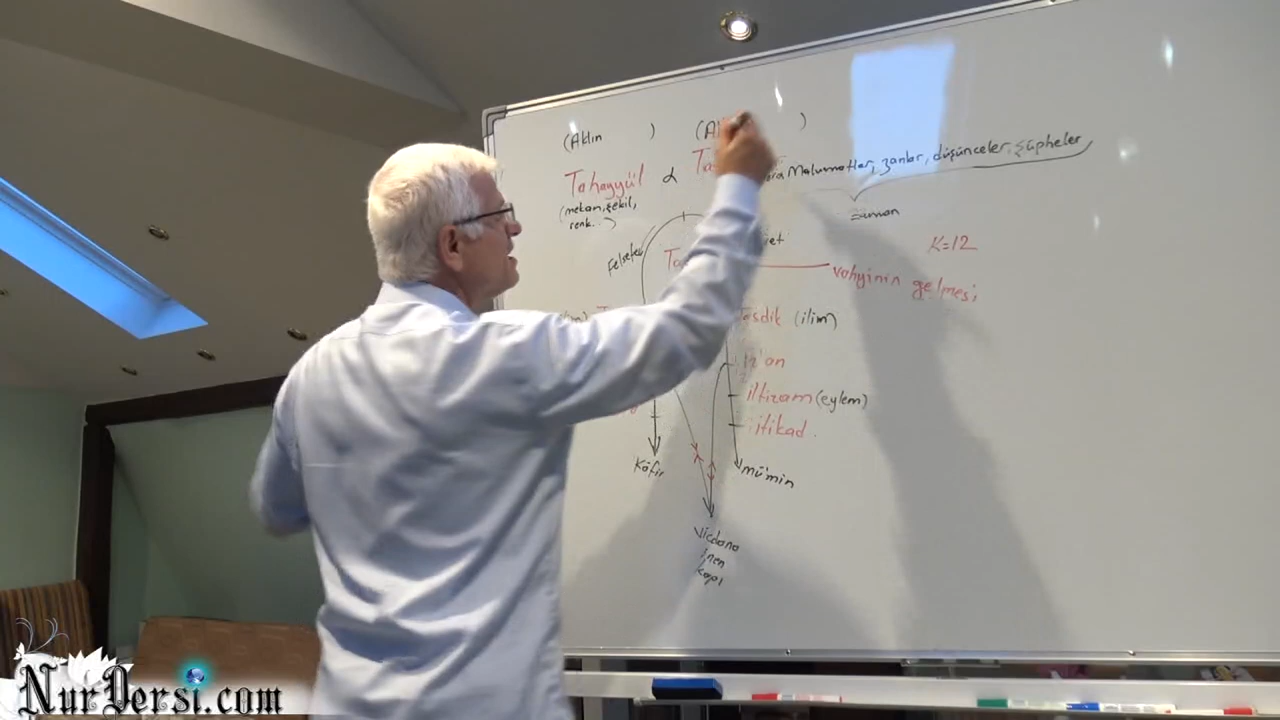 (Aklın )
Tahayyül &
Malumatlar, zanlar, düşünceler, şüpheler
(mekan, şekil,
renk...)
zaman
Felsefe
K=12
vahyinin gelmesi
Tasdik (ilim)
iz'an
iltizam (eylem)
itikad.
Kâfir
mü'min
Vicdana
inen
kapı
NurDersi.com